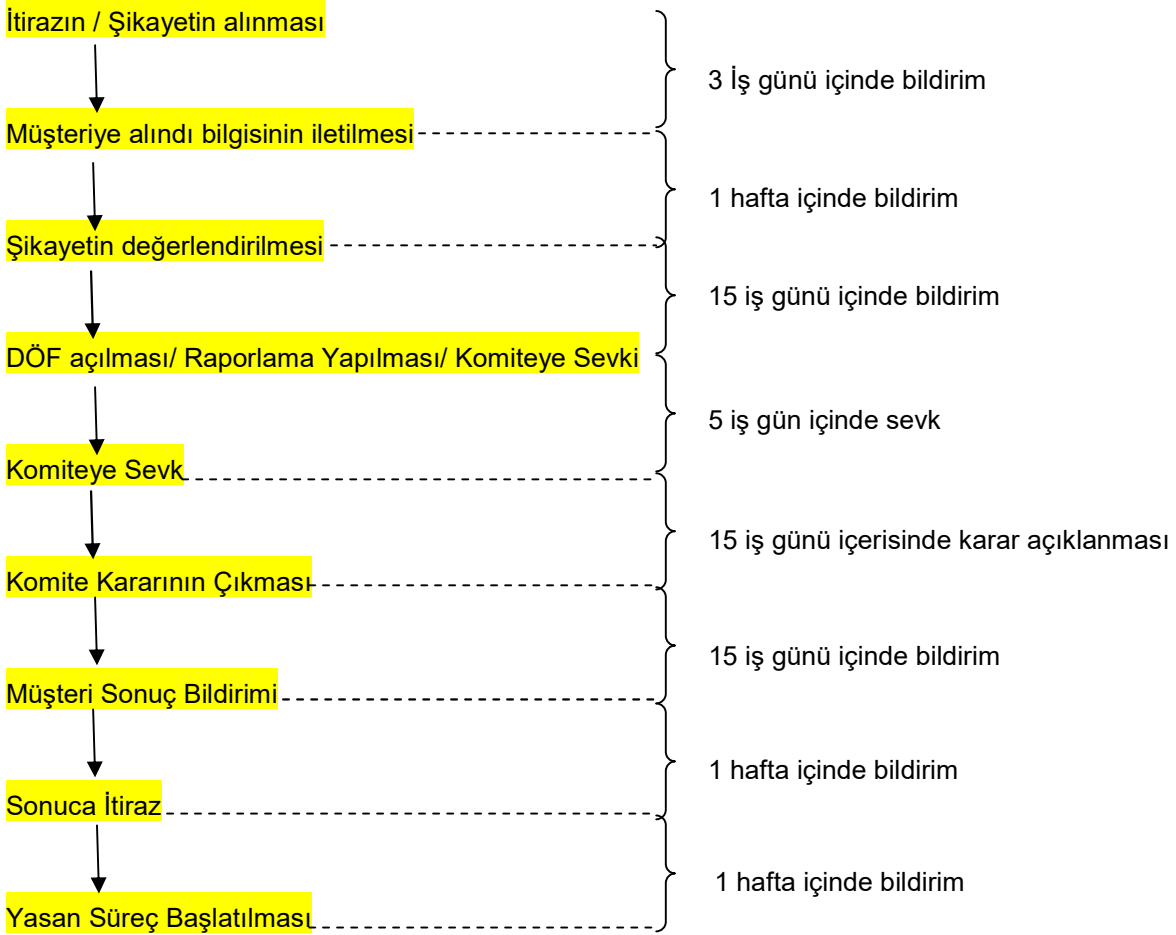 İtirazın / Şikayetin alınması
3 İş günü içinde bildirim
Müşteriye alındı bilgisinin iletilmesi
1 hafta içinde bildirim
Şikayetin değerlendirilmesi
15 iş günü içinde bildirim
DÖF açılması/ Raporlama Yapılması/ Komiteye Sevki
5 iş gün içinde sevk
Komiteye Sevk
15 iş günü içerisinde karar açıklanması
Komite Kararının Çıkması
15 iş günü içinde bildirim
Müşteri Sonuç Bildirimi
1 hafta içinde bildirim
Sonuca İtiraz
1 hafta içinde bildirim
Yasan Süreç Başlatılması